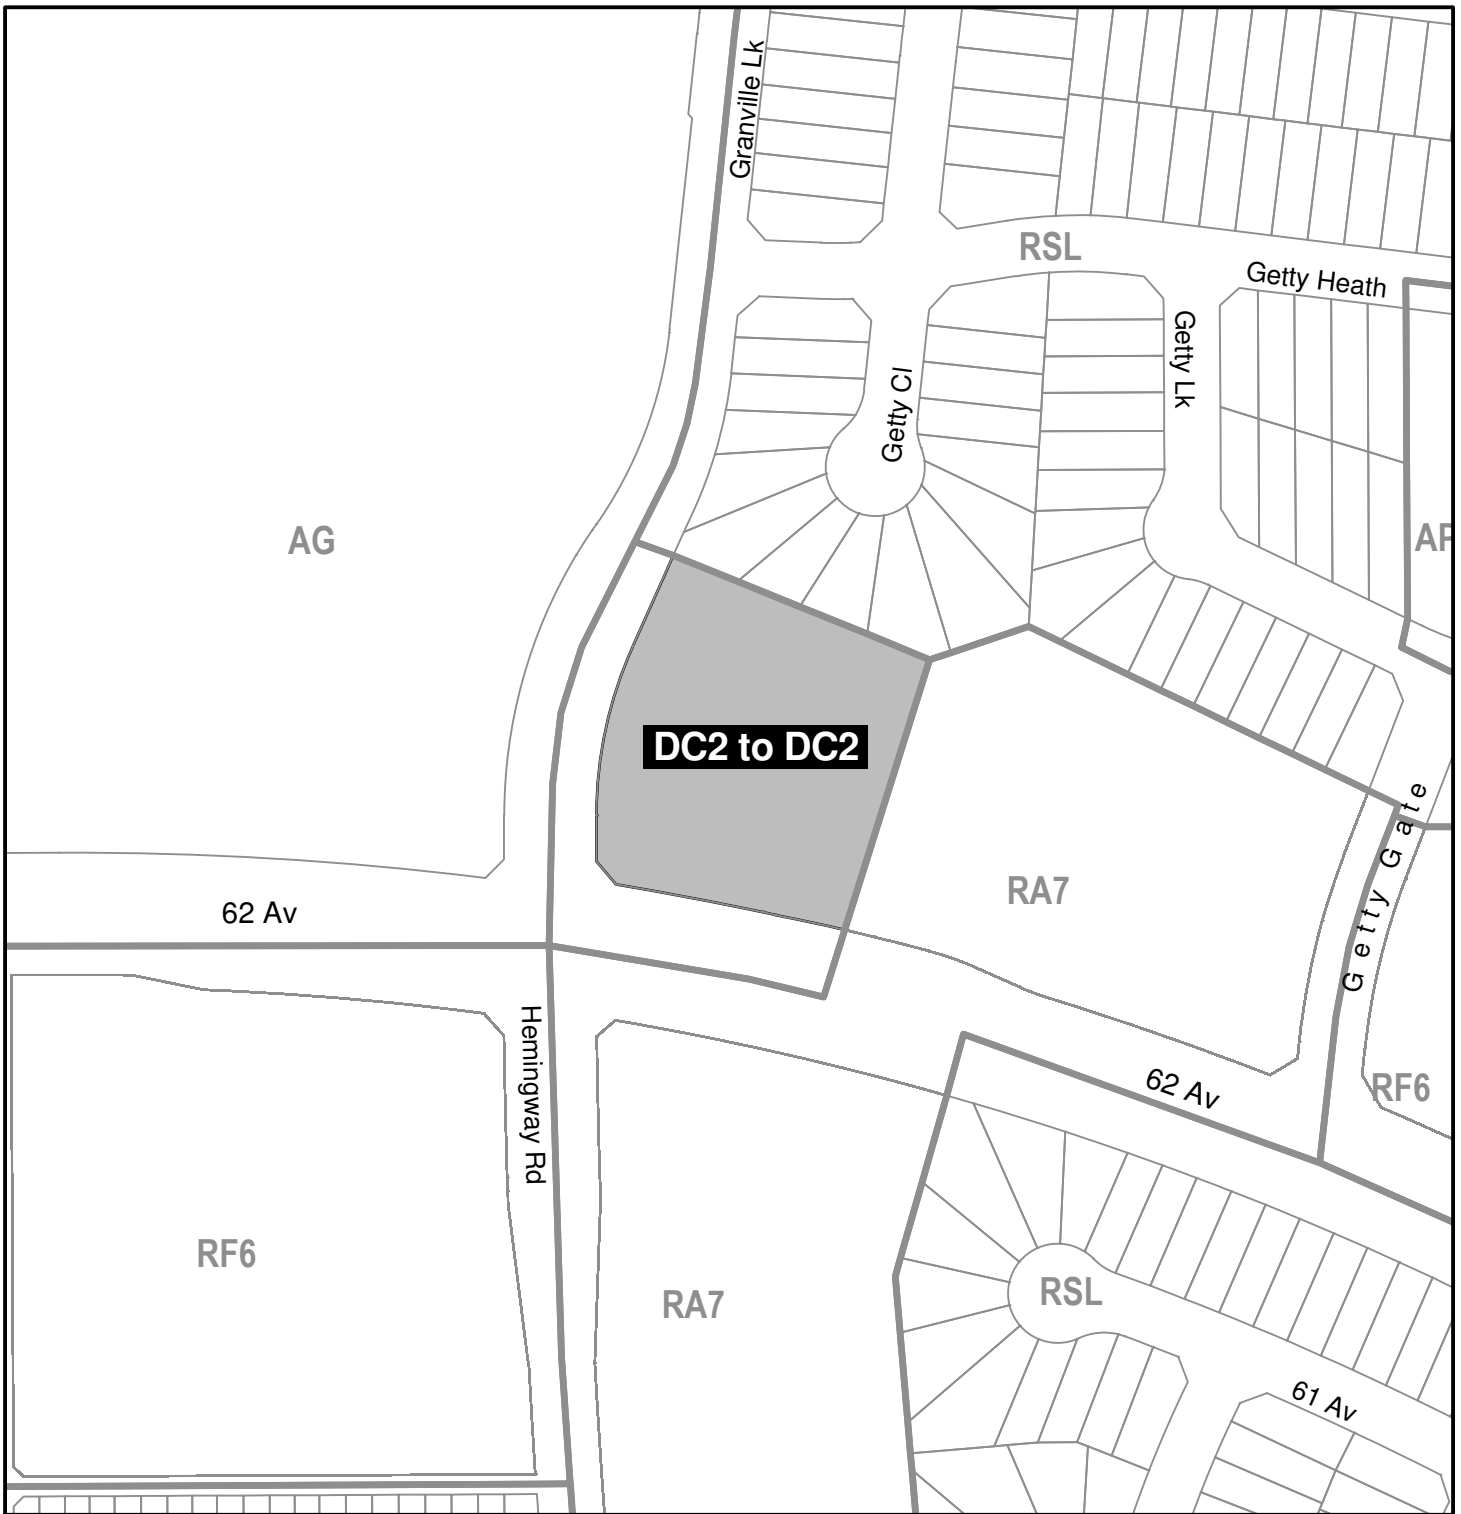 Granville Lk
RSL
Getty Heath
Getty Lk
Getty Cl
AG
AP
DC2 to DC2
Getty Gate
RA7
62 Av
Hemingway Rd
62 Av
RF6
RF6
RA7
RSL
61 Av